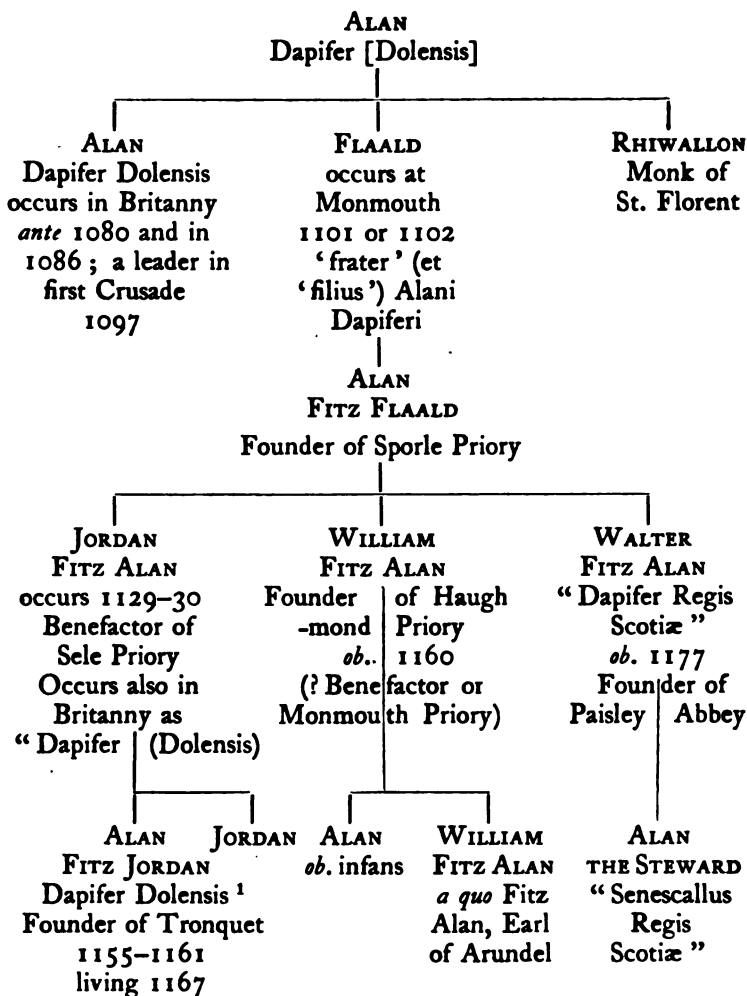 ALAN
Dapifer [Dolensis]
ALAN
Dapifer Dolensis
occurs in Britanny
ante 1080 and in
1086 ; a leader in
first Crusade
1097
FLAALD
occurs at
Monmouth
1101 or 1102
‘ frater ’ (et
‘ filius ’) Alani
Dapiferi
RHIWALLON
Monk of
St. Florent
ALAN
FITZ FLAALD
Founder of Sporle Priory
JORDAN
FITZ ALAN
occurs 1129–30
Benefactor of
Sele Priory
Occurs also in
Britanny as
“ Dapifer (Dolensis)
WILLIAM
FITZ ALAN
Founder of Haugh
-mond Priory
ob.. 1160
(? Benefactor or
Monmouth Priory)
WALTER
FITZ ALAN
“ Dapifer Regis
Scotiæ ”
ob. 1177
Founder of
Paisley Abbey
ALAN
FITZ JORDAN
Dapifer Dolensis ¹
Founder of Tronquet
1155–1161
living 1167
JORDAN
ALAN
ob. infans
WILLIAM
FITZ ALAN
a quo Fitz
Alan, Earl
of Arundel
ALAN
THE STEWARD
“ Senescallus
Regis
Scotiæ ”